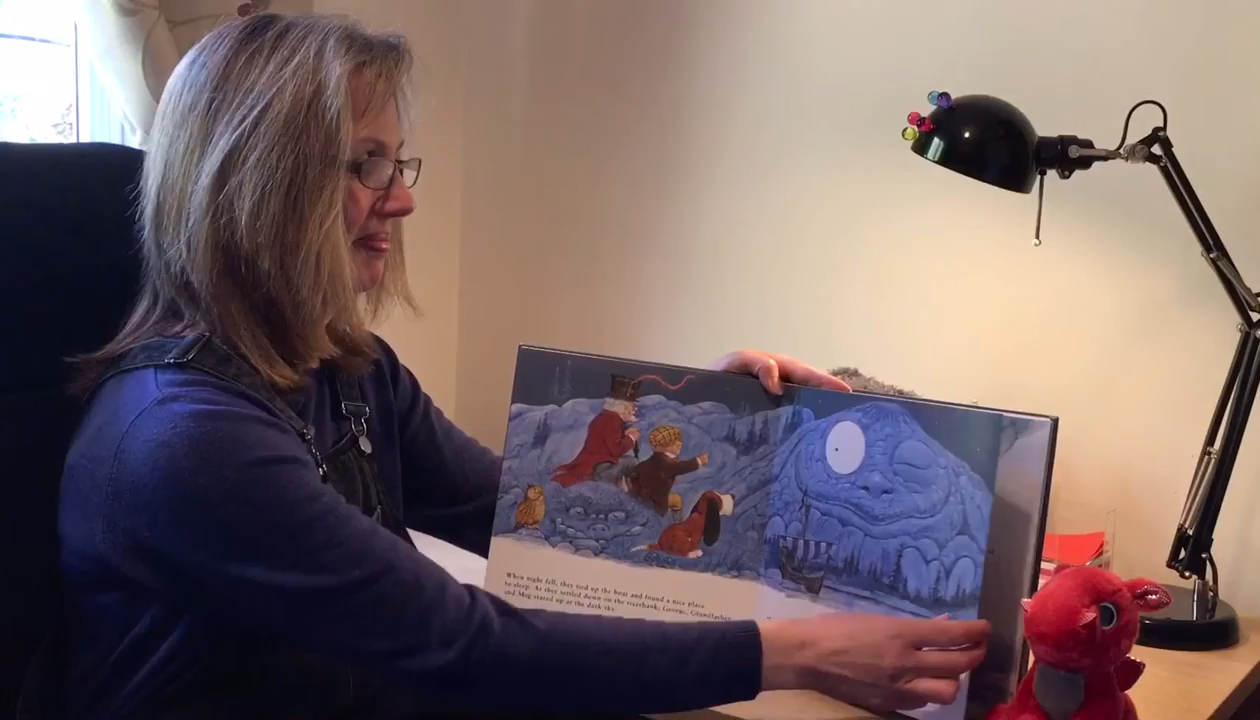 When night fell, they tied up the boat and found a nice place
to sleep. As they settled down on the riverbank, George, Grandfather
and Meg stared up at the dark sky.